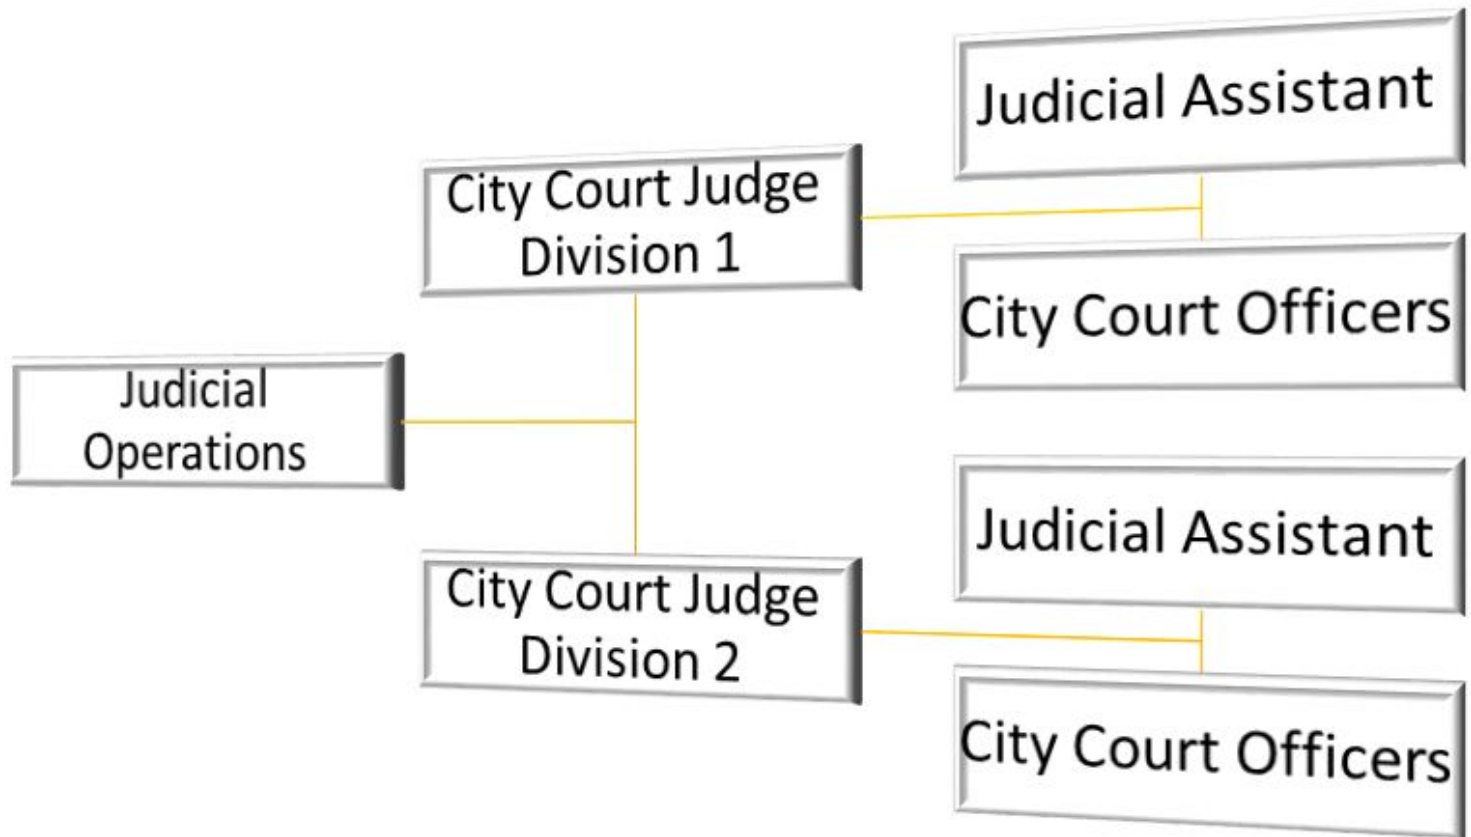 Judicial Assistant
City Court Judge
Division 1
City Court Officers
Judicial
Operations
Judicial Assistant
City Court Judge
Division 2
City Court Officers